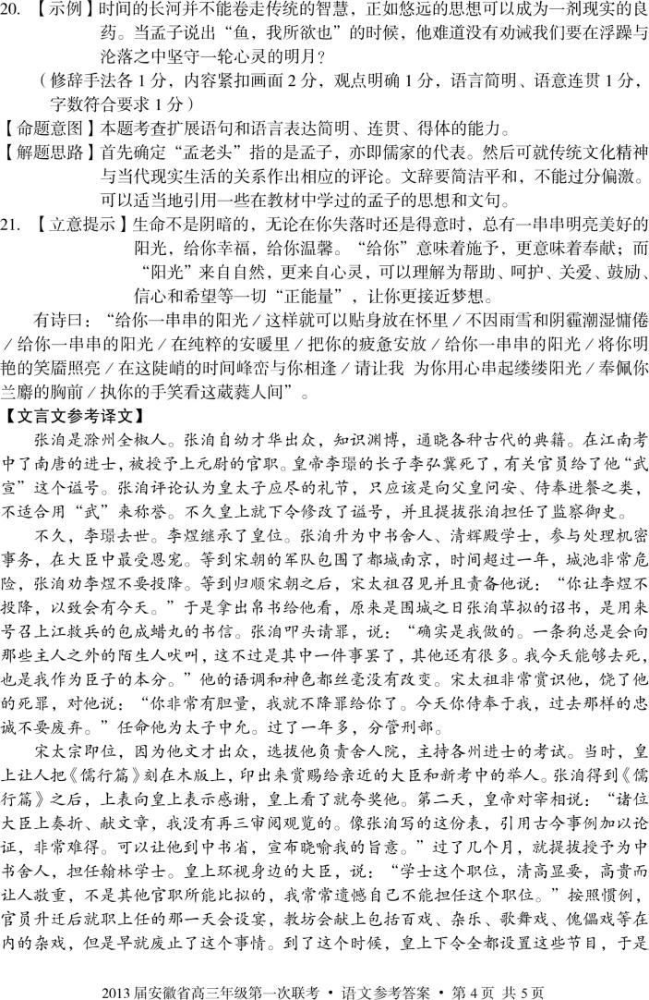 20. 【示例】时间的长河并不能卷走传统的智慧，正如悠远的思想可以成为一剂现实的良
药。当孟子说出“鱼，我所欲也”的时候，他难道没有劝诫我们要在浮躁与
沦落之中坚守一轮心灵的明月？
（修辞手法各1分，内容紧扣画面2分，观点明确1分，语言简明、语意连贯1分，
字数符合要求1分）
【命题意图】本题考查扩展语句和语言表达简明、连贯、得体的能力。
【解题思路】首先确定“孟老头”指的是孟子，亦即儒家的代表。然后可就传统文化精神
与当代现实生活的关系作出相应的评论。文辞要简洁平和，不能过分偏激。
可以适当地引用一些在教材中学过的孟子的思想和文句。
21. 【立意提示】生命不是阴暗的，无论在你失落时还是得意时，总有一串串明亮美好的
阳光，给你幸福，给你温馨。“给你”意味着施予，更意味着奉献；而
“阳光”来自自然，更来自心灵，可以理解为帮助、呵护、关爱、鼓励、
信心和希望等一切“正能量”，让你更接近梦想。
有诗曰：“给你一串串的阳光/这样就可以贴身放在怀里/不因雨雪和阴霾潮湿慵倦
/给你一串串的阳光/在纯粹的安暖里/把你的疲惫安放/给你一串串的阳光/将你明
艳的笑靥照亮/在这陡峭的时间峰峦与你相逢/请让我 为你用心串起缕缕阳光/奉佩你
兰麝的胸前/执你的手笑看这葳蕤人间”。
【文言文参考译文】
张洎是滁州全椒人。张洎自幼才华出众，知识渊博，通晓各种古代的典籍。在江南考
中了南唐的进士，被授予上元尉的官职。皇帝李璟的长子李弘冀死了，有关官员给了他“武
宣”这个谥号。张洎评论认为皇太子应尽的礼节，只应该是向父皇问安、侍奉进餐之类，
不适合用“武”来称誉。不久皇上就下令修改了谥号，并且提拔张洎担任了监察御史。
不久，李璟去世。李煜继承了皇位。张洎升为中书舍人、清辉殿学士，参与处理机密
事务，在大臣中最受恩宠。等到宋朝的军队包围了都城南京，时间超过一年，城池非常危
险，张洎劝李煜不要投降。等到归顺宋朝之后，宋太祖召见并且责备他说：“你让李煜不
投降，以致会有今天。”于是拿出帛书给他看，原来是围城之日张洎草拟的诏书，是用来
号召上江救兵的包成蜡丸的书信。张洎叩头请罪，说：“确实是我做的。一条狗总是会向
那些主人之外的陌生人吠叫，这不过是其中一件事罢了，其他还有很多。我今天能够去死，
也是我作为臣子的本分。”他的语调和神色都丝毫没有改变。宋太祖非常赏识他，饶了他
的死罪，对他说：“你非常有胆量，我就不降罪给你了。今天你侍奉于我，过去那样的忠
诚不要废弃。”任命他为太子中允。过了一年多，分管刑部。
宋太宗即位，因为他文才出众，选拔他负责舍人院，主持各州进士的考试。当时，皇
上让人把《儒行篇》刻在木版上，印出来赏赐给亲近的大臣和新考中的举人。张洎得到《儒
行篇》之后，上表向皇上表示感谢，皇上看了就夸奖他。第二天，皇帝对宰相说：“诸位
大臣上奏折、献文章，我没有再三审阅观览的。像张洎写的这份表，引用古今事例加以论
证，非常难得。可以让他到中书省，宣布晓喻我的旨意。”过了几个月，就提拔授予为中
书舍人，担任翰林学士。皇上环视身边的大臣，说：“学士这个职位，清高显要，高贵而
让人敬重，不是其他官职所能比拟的，我常常遗憾自己不能担任这个职位。”按照惯例，
官员升迁后就职上任的那一天会设宴，教坊会献上包括百戏、杂乐、歌舞戏、傀儡戏等在
内的杂戏，但是早就废止了这个事情。到了这个时候，皇上下令全都设置这些节目，于是
2013届安徽省高三年级第一次联考 • 语文参考答案 • 第4页 共5页